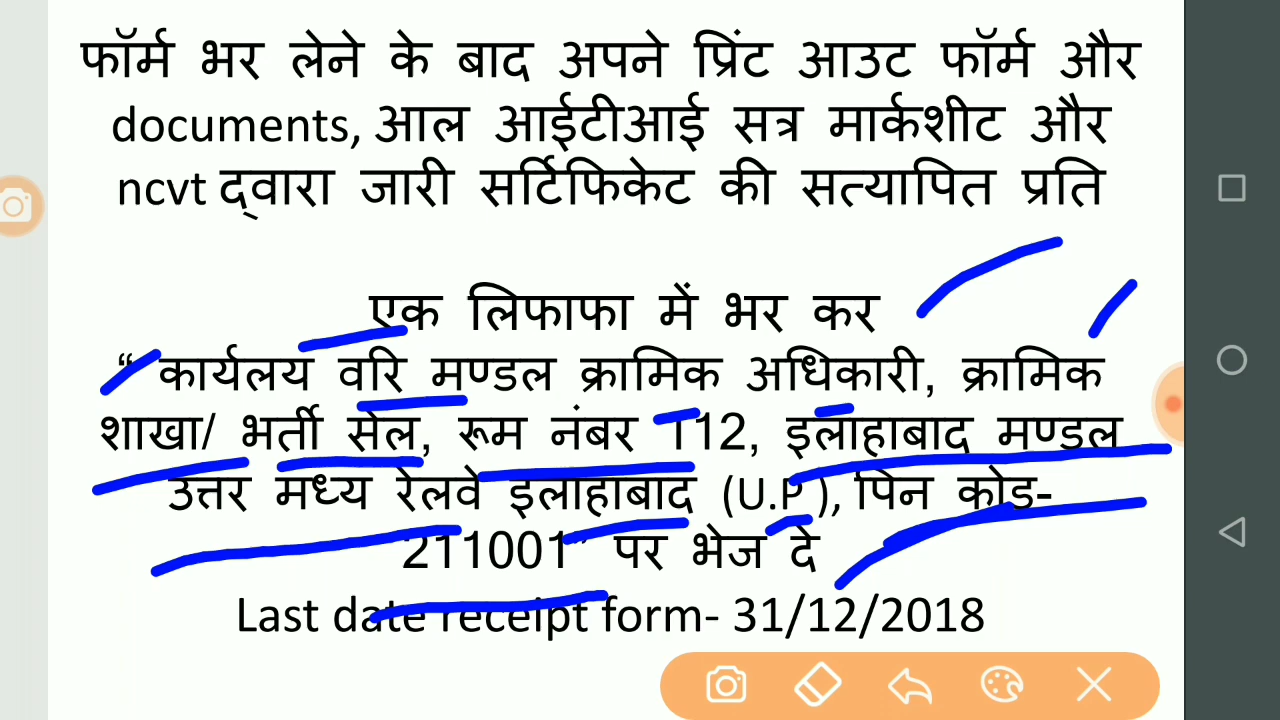 फॉर्म भर लेने के बाद अपने प्रिंट आउट फॉर्म और
documents, आल आईटीआई सत्र मार्कशीट और
ncvt द्वारा जारी सर्टिफिकेट की सत्यापित प्रति
एक लिफाफा में भर कर
“ कार्यलय वरि मण्डल क्रामिक अधिकारी, क्रामिक
शाखा/ भर्ती सेल, रूम नंबर 112, इलाहाबाद मण्डल
उत्तर मध्य रेलवे इलाहाबाद (U.P ), पिन कोड-
211001” पर भेज दे
Last date receipt form- 31/12/2018